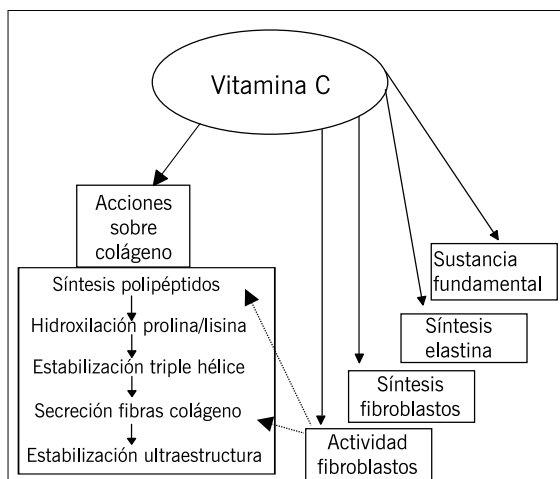 Vitamina C
Acciones
sobre
colágeno
Síntesis polipéptidos
Hidroxilación prolina/lisina
Estabilización triple hélice
Secreción fibras colágeno
Estabilización ultraestructura
Sustancia
fundamental
Síntesis
elastina
Síntesis
fibroblastos
Actividad
fibroblastos